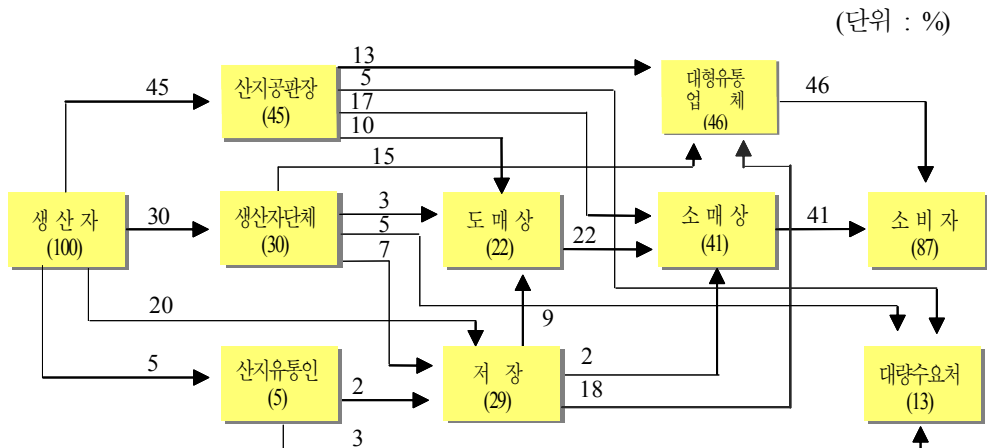 (단위 : %)
13
5
17
10
45
산지공판장
(45)
대형유통
업 체
(46)
46
15
생 산 자
(100)
30
생산자단체
(30)
3
5
7
도 매 상
(22)
22
소 매 상
(41)
41
소 비 자
(87)
20
9
5
산지유통인
(5)
2
저 장
(29)
2
18
대량수요처
(13)
3